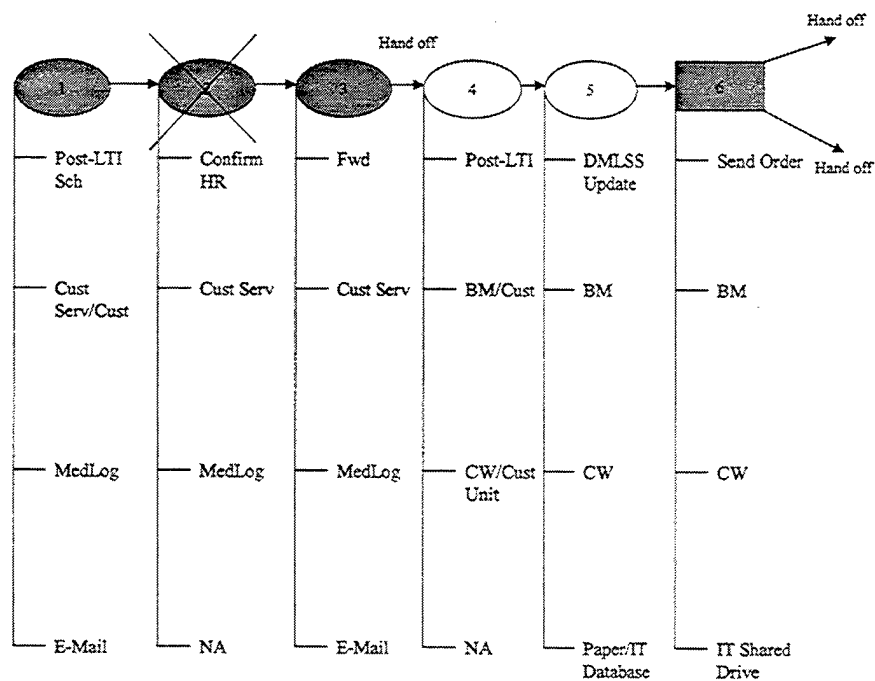 Hand off
Hand off
1
2
3
4
5
6
Post-LTI
Sch
Confirm
HR
Fwd
Post-LTI
DMLSS
Update
Send Order
Hand off
Cust
Serv/Cust
Cust Serv
Cust Serv
BM/Cust
BM
BM
MedLog
MedLog
MedLog
CW/Cust
Unit
CW
CW
E-Mail
NA
E-Mail
NA
Paper/IT
Database
IT Shared
Drive